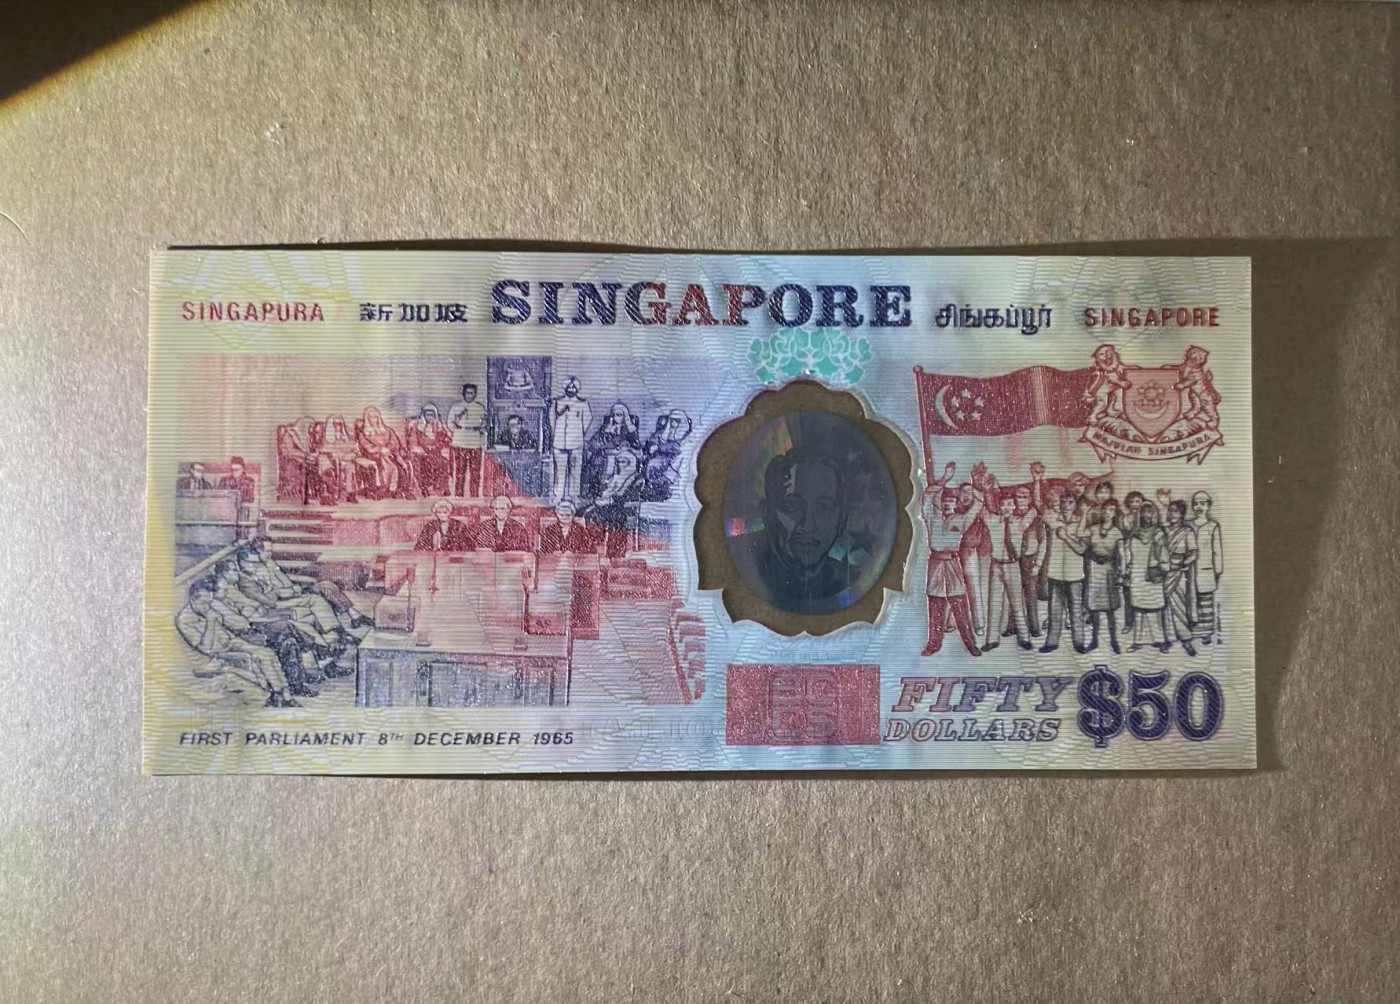 SINGAPURA 新加坡 SINGAPORE சிங்கப்பூர் SINGAPORE
MAJULAH SINGAPURA
FIFTY
DOLLARS
$50
FIRST PARLIAMENT 8TH DECEMBER 1965